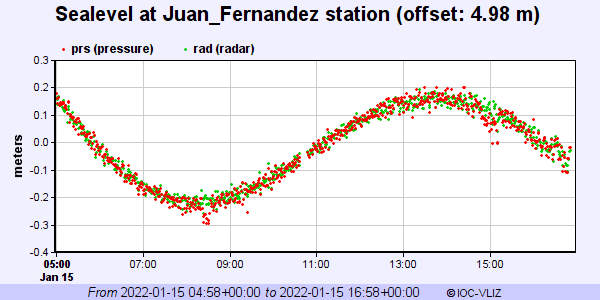 Sealevel at Juan_Fernandez station (offset: 4.98 m)
prs (pressure) rad (radar)
0.3
0.2
0.1
0.0
-0.1
-0.2
-0.3
-0.4
meters
05:00 07:00 09:00 11:00 13:00 15:00
Jan 15
From 2022-01-15 04:58+00:00 to 2022-01-15 16:58+00:00 © IOC-VLIZ